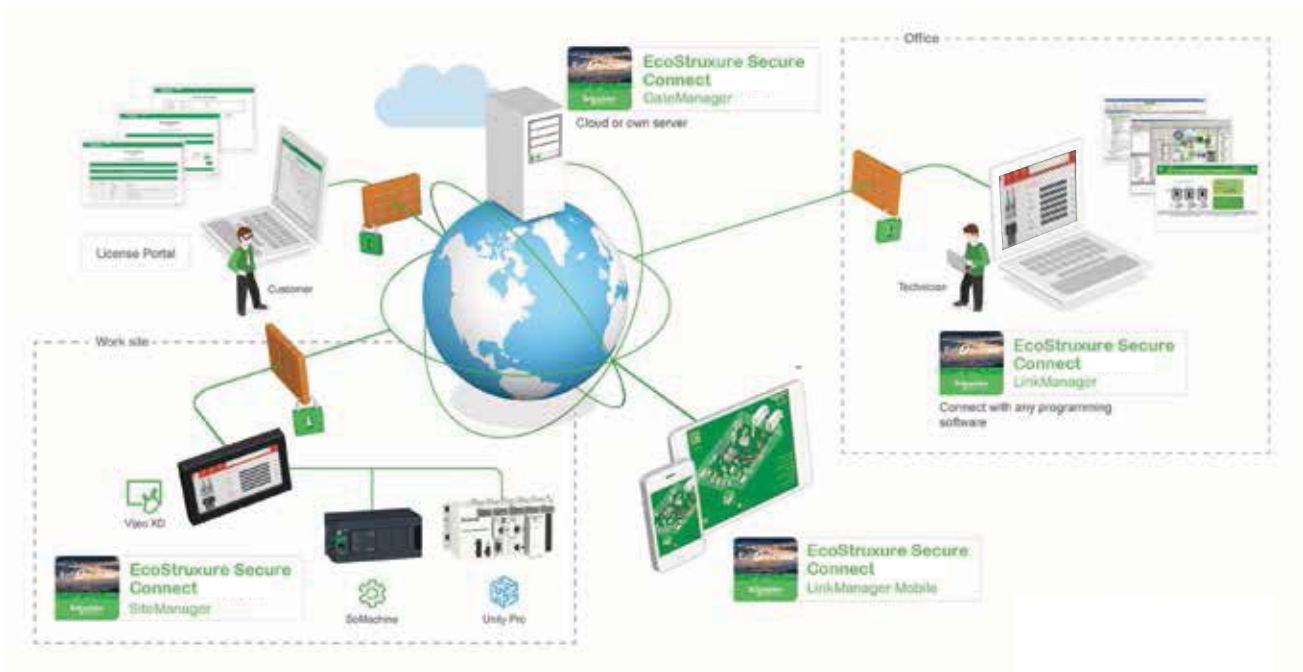 Office
EcoStruxure Secure
Connect
GateManager
Cloud or own server
License Portal
Customer
Technician
Work site
EcoStruxure Secure
Connect
LinkManager
Connect with any programming
software
Vijeo XD
EcoStruxure Secure
Connect
SiteManager
SoMachine
Unity Pro
EcoStruxure Secure
Connect
LinkManager Mobile